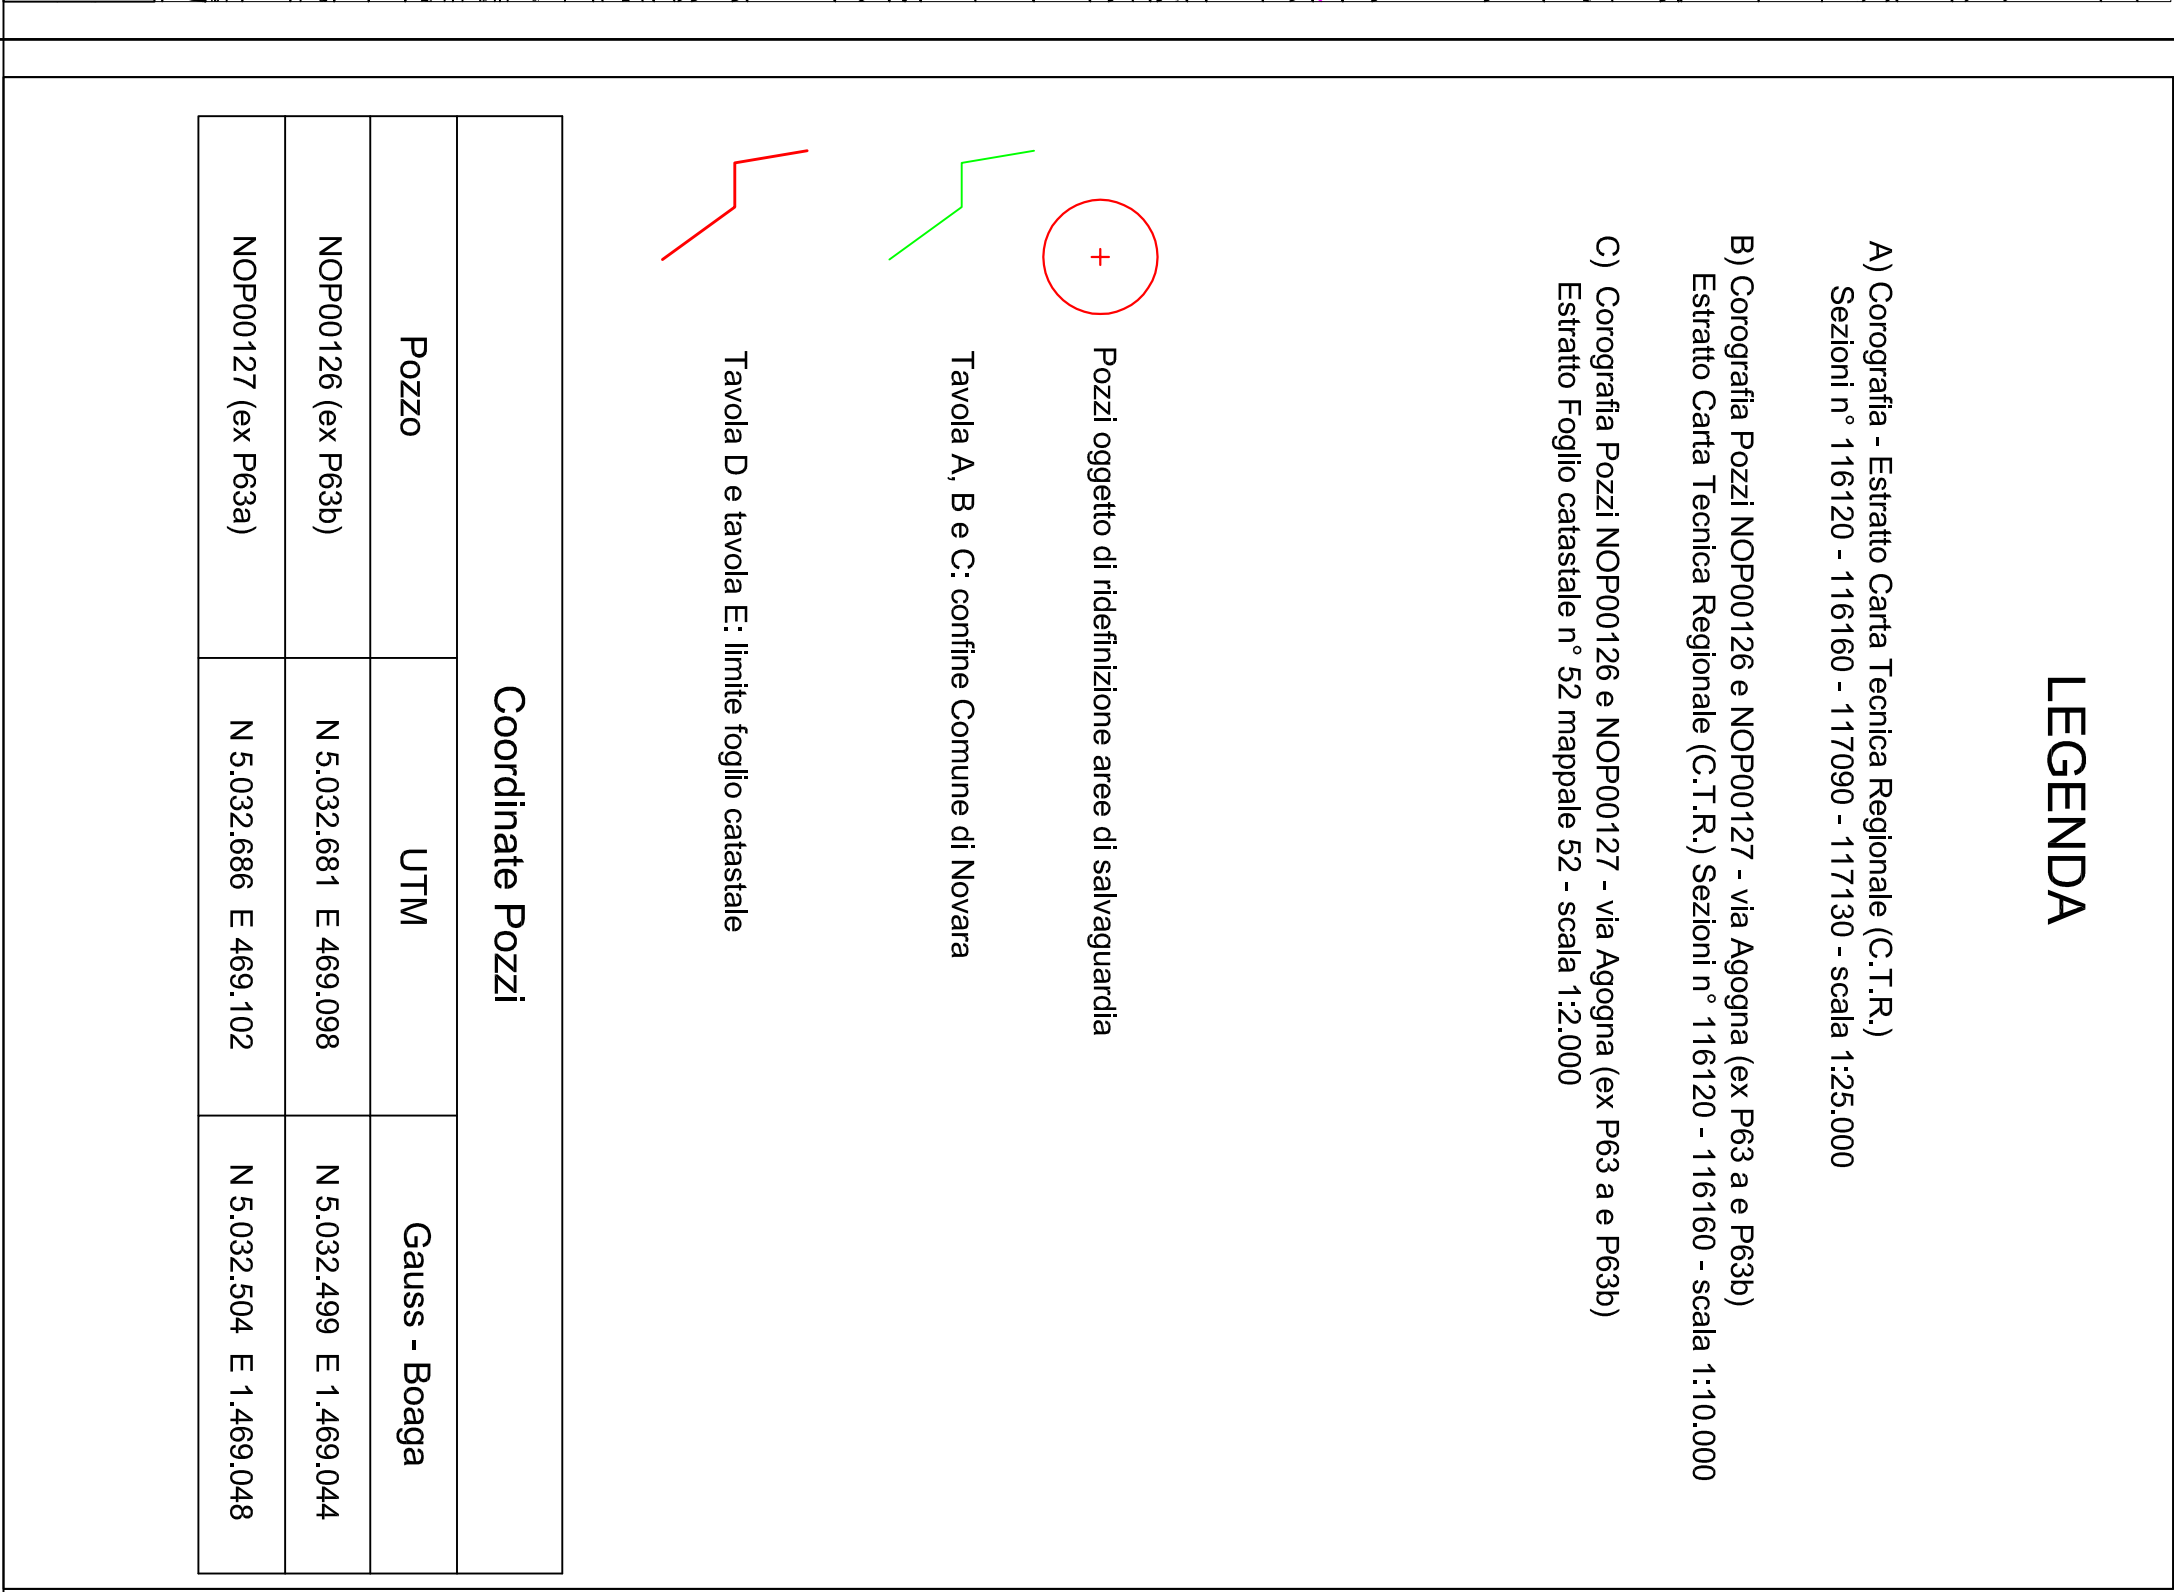 LEGENDA
A) Corografia - Estratto Carta Tecnica Regionale (C.T.R.)
Sezioni n° 116120 - 116160 - 117090 - 117130 - scala 1:25.000
B) Corografia Pozzi NOP00126 e NOP00127 - via Agogna (ex P63 a e P63b)
Estratto Carta Tecnica Regionale (C.T.R.) Sezioni n° 116120 - 116160 - scala 1:10.000
C) Corografia Pozzi NOP00126 e NOP00127 - via Agogna (ex P63 a e P63b)
Estratto Foglio catastale n° 52 mappale 52 - scala 1:2.000
Pozzi oggetto di ridefinizione aree di salvaguardia
Tavola A, B e C: confine Comune di Novara
Tavola D e tavola E: limite foglio catastale
Coordinate Pozzi
Pozzo UTM Gauss - Boaga
NOP00126 (ex P63b) N 5.032.681 E 469.098 N 5.032.499 E 1.469.044
NOP00127 (ex P63a) N 5.032.686 E 469.102 N 5.032.504 E 1.469.048